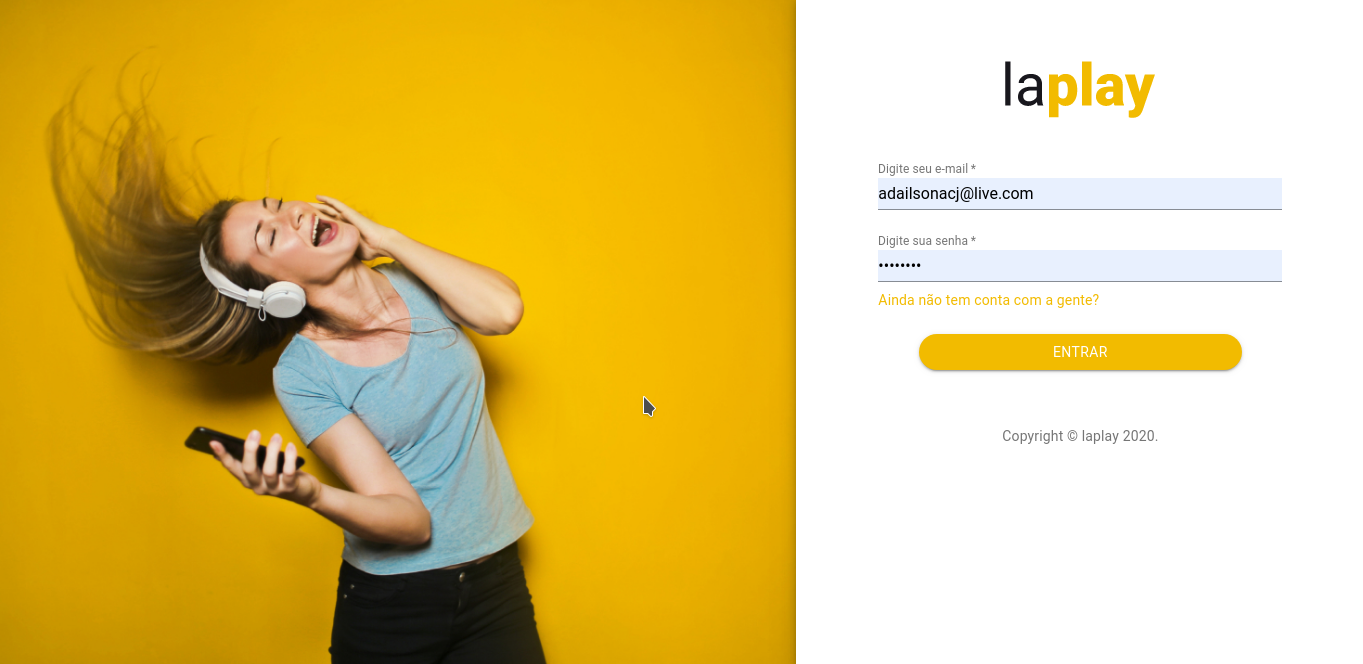 laplay
Digite seu e-mail *
adailsonacj@live.com
Digite sua senha *
••••••••
Ainda não tem conta com a gente?
ENTRAR
Copyright © laplay 2020.